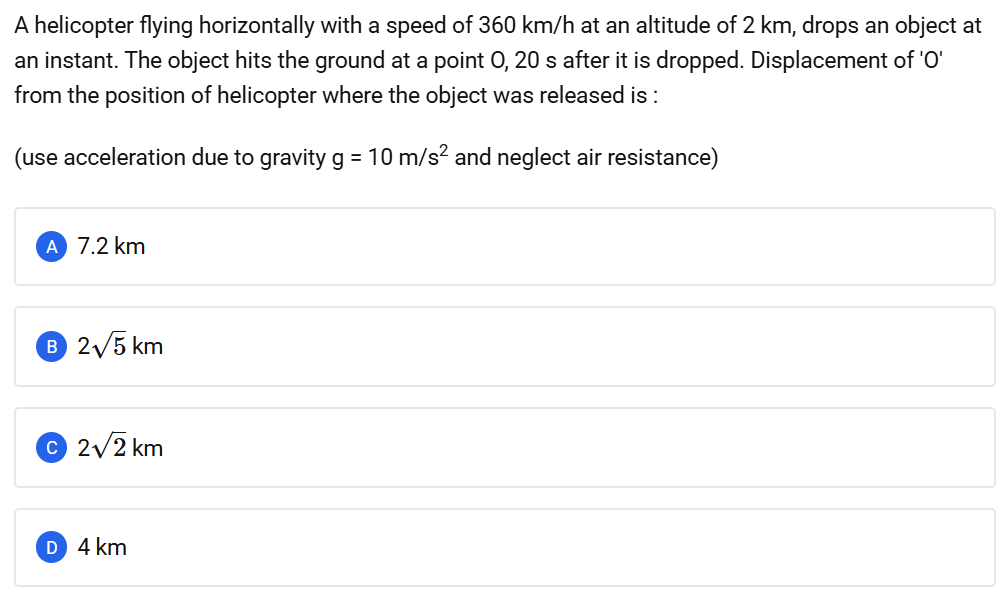 A helicopter flying horizontally with a speed of 360 km/h at an altitude of 2 km, drops an object at
an instant. The object hits the ground at a point O, 20 s after it is dropped. Displacement of 'O'
from the position of helicopter where the object was released is :
(use acceleration due to gravity g = 10 m/s² and neglect air resistance)
A 7.2 km
B 2√5 km
C 2√2 km
D 4 km